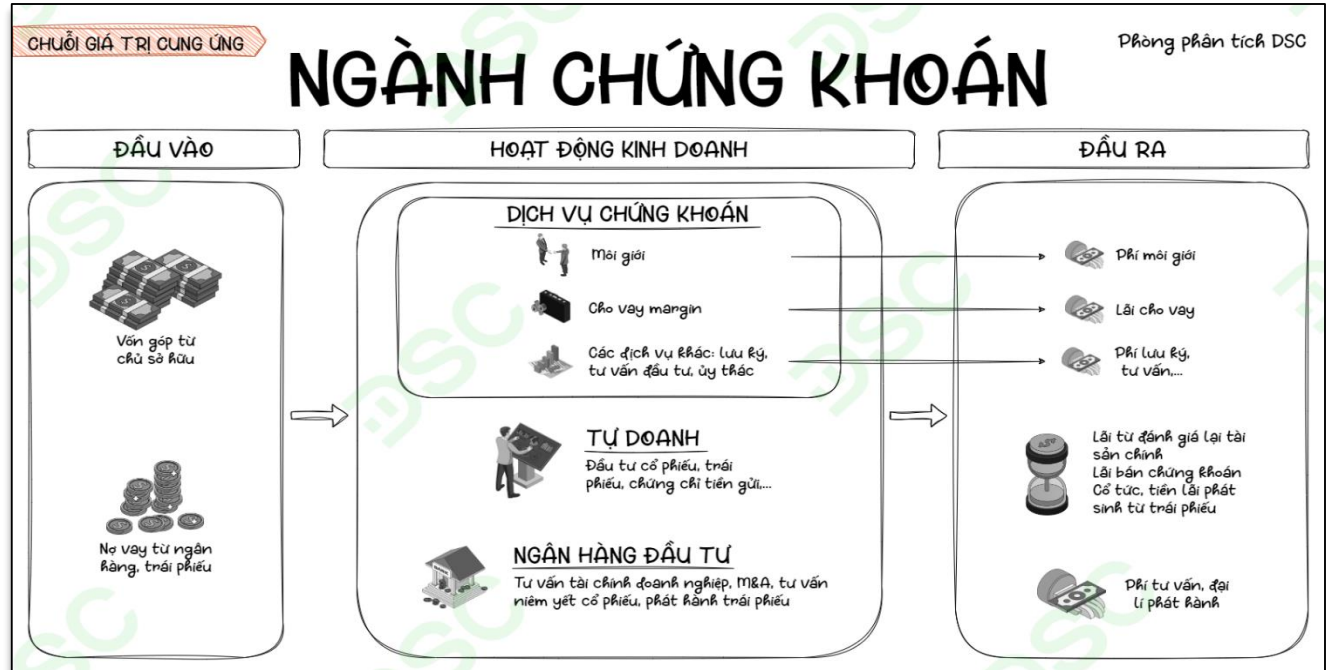 CHUỖI GIÁ TRỊ CUNG ỨNG
NGÀNH CHỨNG KHOÁN
Phòng phân tích DSC
ĐẦU VÀO
HOẠT ĐỘNG KINH DOANH
ĐẦU RA
Vốn góp từ
chủ sở hữu
Nợ vay từ ngân
hàng, trái phiếu
DỊCH VỤ CHỨNG KHOÁN
Môi giới
Cho vay margin
Các dịch vụ khác: lưu ký,
tư vấn đầu tư, ủy thác
TỰ DOANH
Đầu tư cổ phiếu, trái
phiếu, chứng chỉ tiền gửi,...
NGÂN HÀNG ĐẦU TƯ
Tư vấn tài chính doanh nghiệp, M&A, tư vấn
niêm yết cổ phiếu, phát hành trái phiếu
Phí môi giới
Lãi cho vay
Phí lưu ký,
tư vấn,...
Lãi từ đánh giá lại tài
sản chính
Lãi bán chứng khoán
Cổ tức, tiền lãi phát
sinh từ trái phiếu
Phí tư vấn, đại
lí phát hành
DSC
DSC
DSC
DSC
DSC
DSC